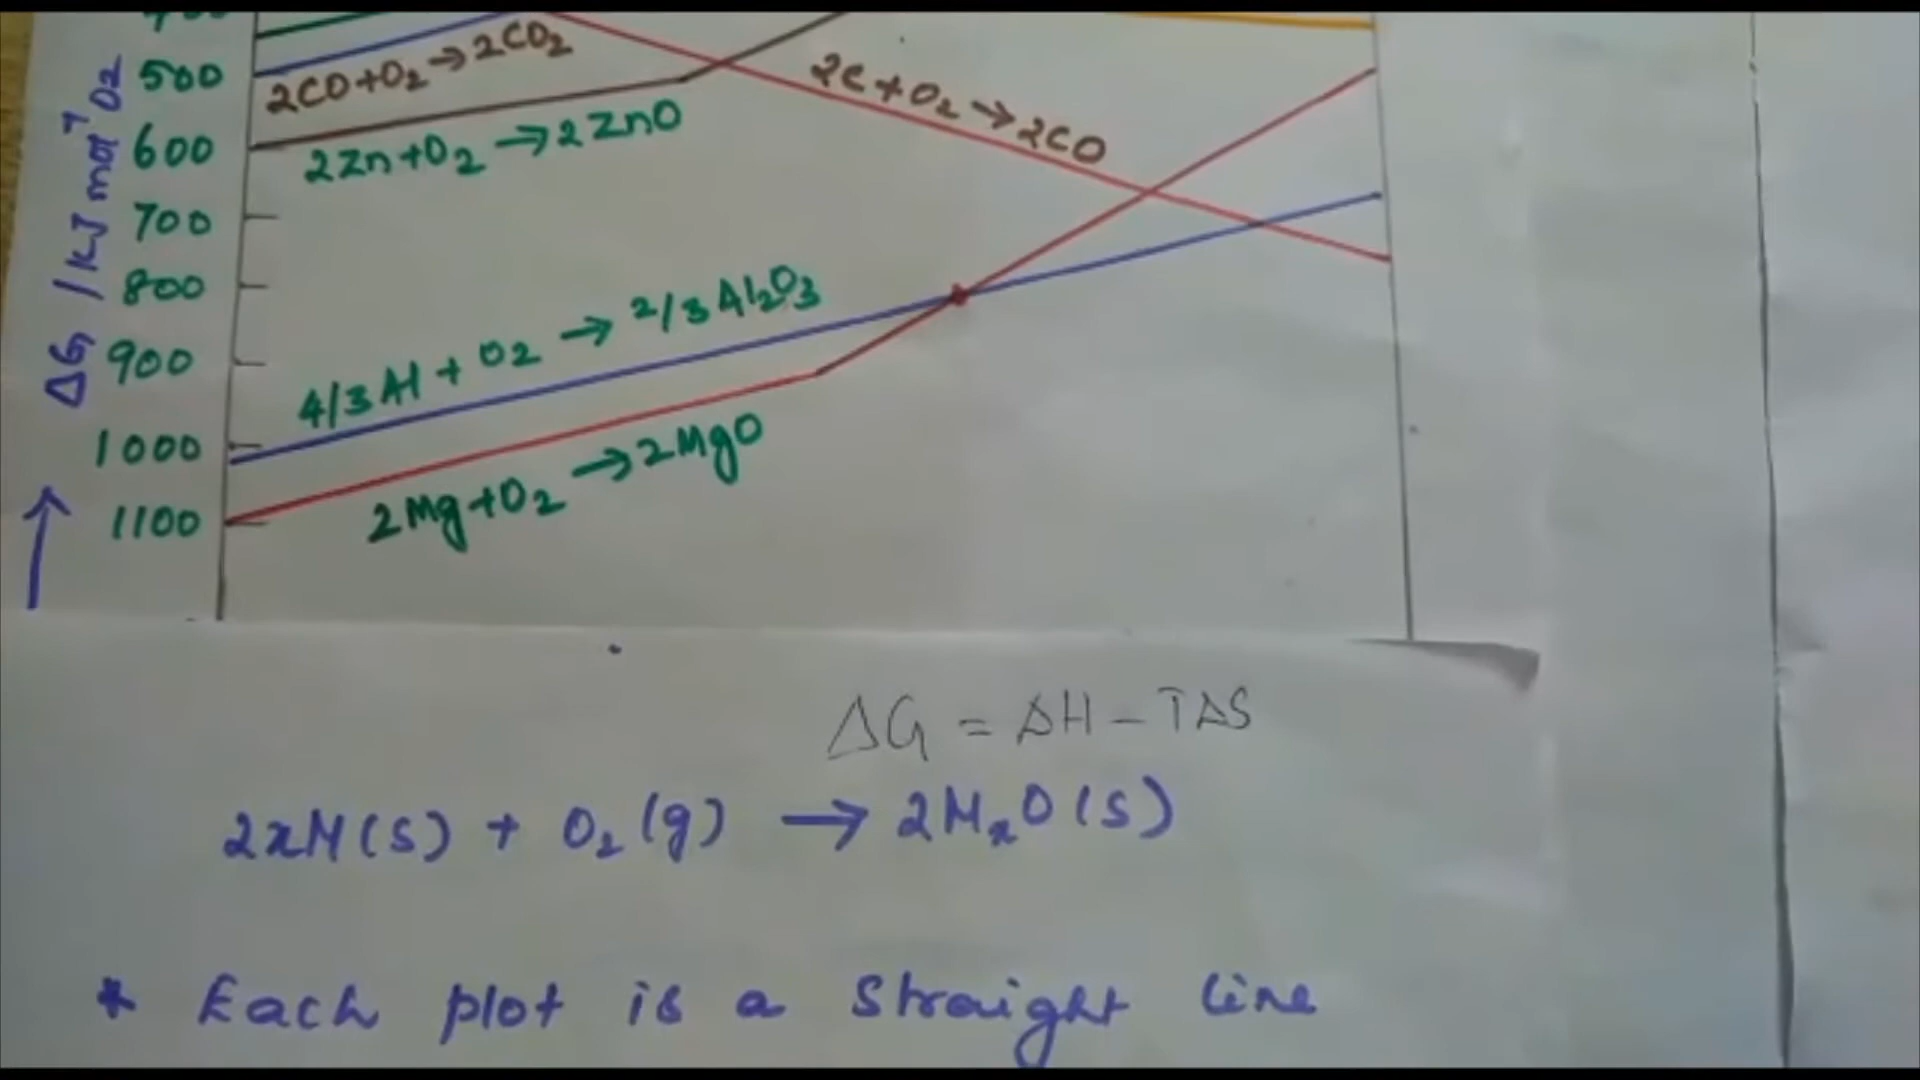 500
600
700
800
900
1000
1100
ΔG / kJ mol⁻¹ O₂
2CO+O₂→2CO₂
2Zn+O₂→2ZnO
2C+O₂→2CO
4/3Al+O₂→2/3Al₂O₃
2Mg+O₂→2MgO
ΔG = ΔH - TΔS
2xM(s) + O₂(g) → 2MₓO(s)
* Each plot is a straight line